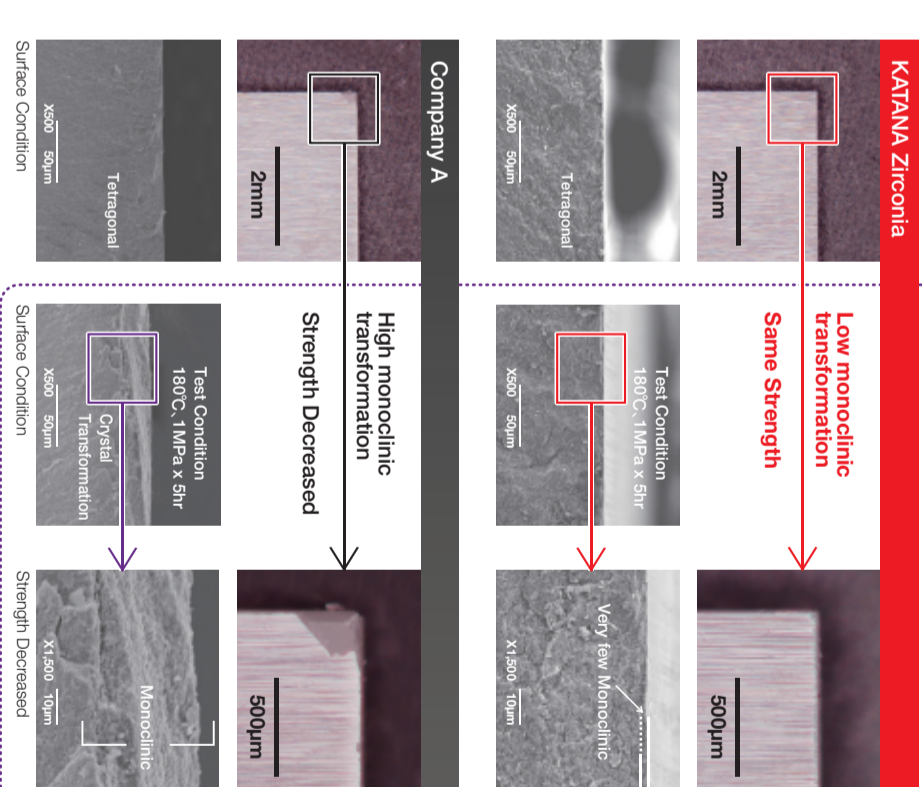 KATANA Zirconia
2mm
Low monoclinic
transformation
Same Strength
500μm
Tetragonal
X500 50μm
Test Condition
180℃、1MPa x 5hr
X500 50μm
Very few Monoclinic
X1,500 10μm
Company A
2mm
High monoclinic
transformation
Strength Decreased
500μm
Tetragonal
X500 50μm
Surface Condition
Test Condition
180℃、1MPa x 5hr
Crystal
Transformation
X500 50μm
Surface Condition
Monoclinic
X1,500 10μm
Strength Decreased